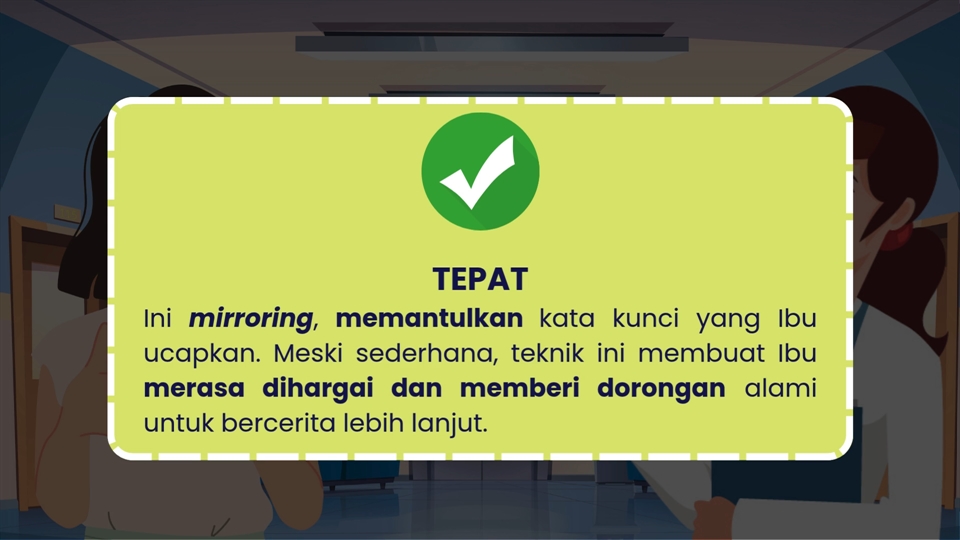 TEPAT
Ini mirroring, memantulkan kata kunci yang Ibu
ucapkan. Meski sederhana, teknik ini membuat Ibu
merasa dihargai dan memberi dorongan alami
untuk bercerita lebih lanjut.